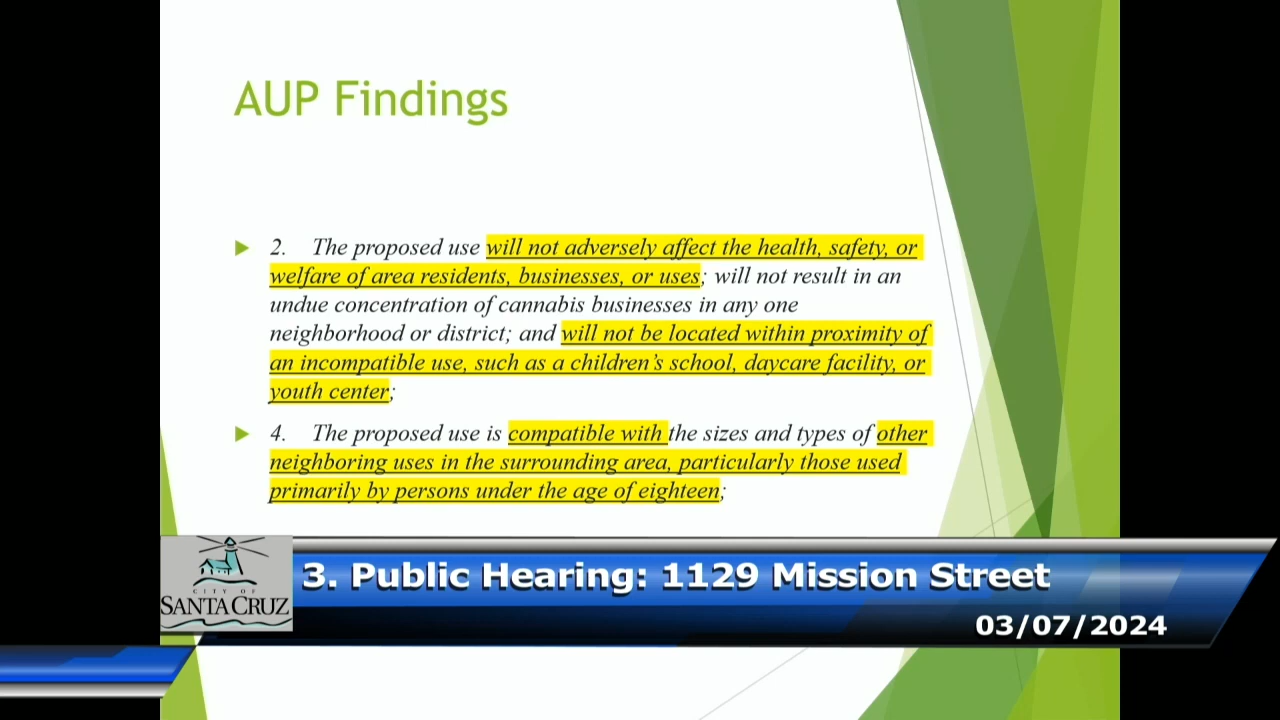 AUP Findings
2. The proposed use will not adversely affect the health, safety, or
welfare of area residents, businesses, or uses; will not result in an
undue concentration of cannabis businesses in any one
neighborhood or district; and will not be located within proximity of
an incompatible use, such as a children’s school, daycare facility, or
youth center;
4. The proposed use is compatible with the sizes and types of other
neighboring uses in the surrounding area, particularly those used
primarily by persons under the age of eighteen;
CITY OF
SANTA CRUZ
3. Public Hearing: 1129 Mission Street
03/07/2024